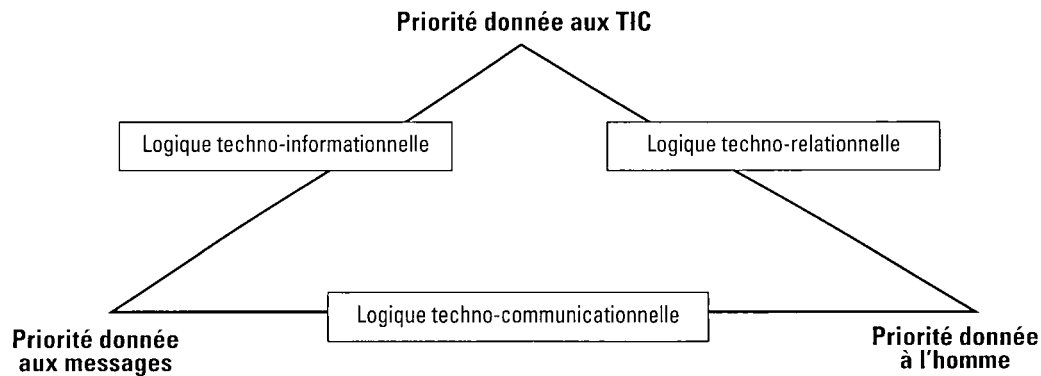 Priorité donnée aux TIC
Logique techno-informationnelle
Logique techno-relationnelle
Logique techno-communicationnelle
Priorité donnée
aux messages
Priorité donnée
à l'homme